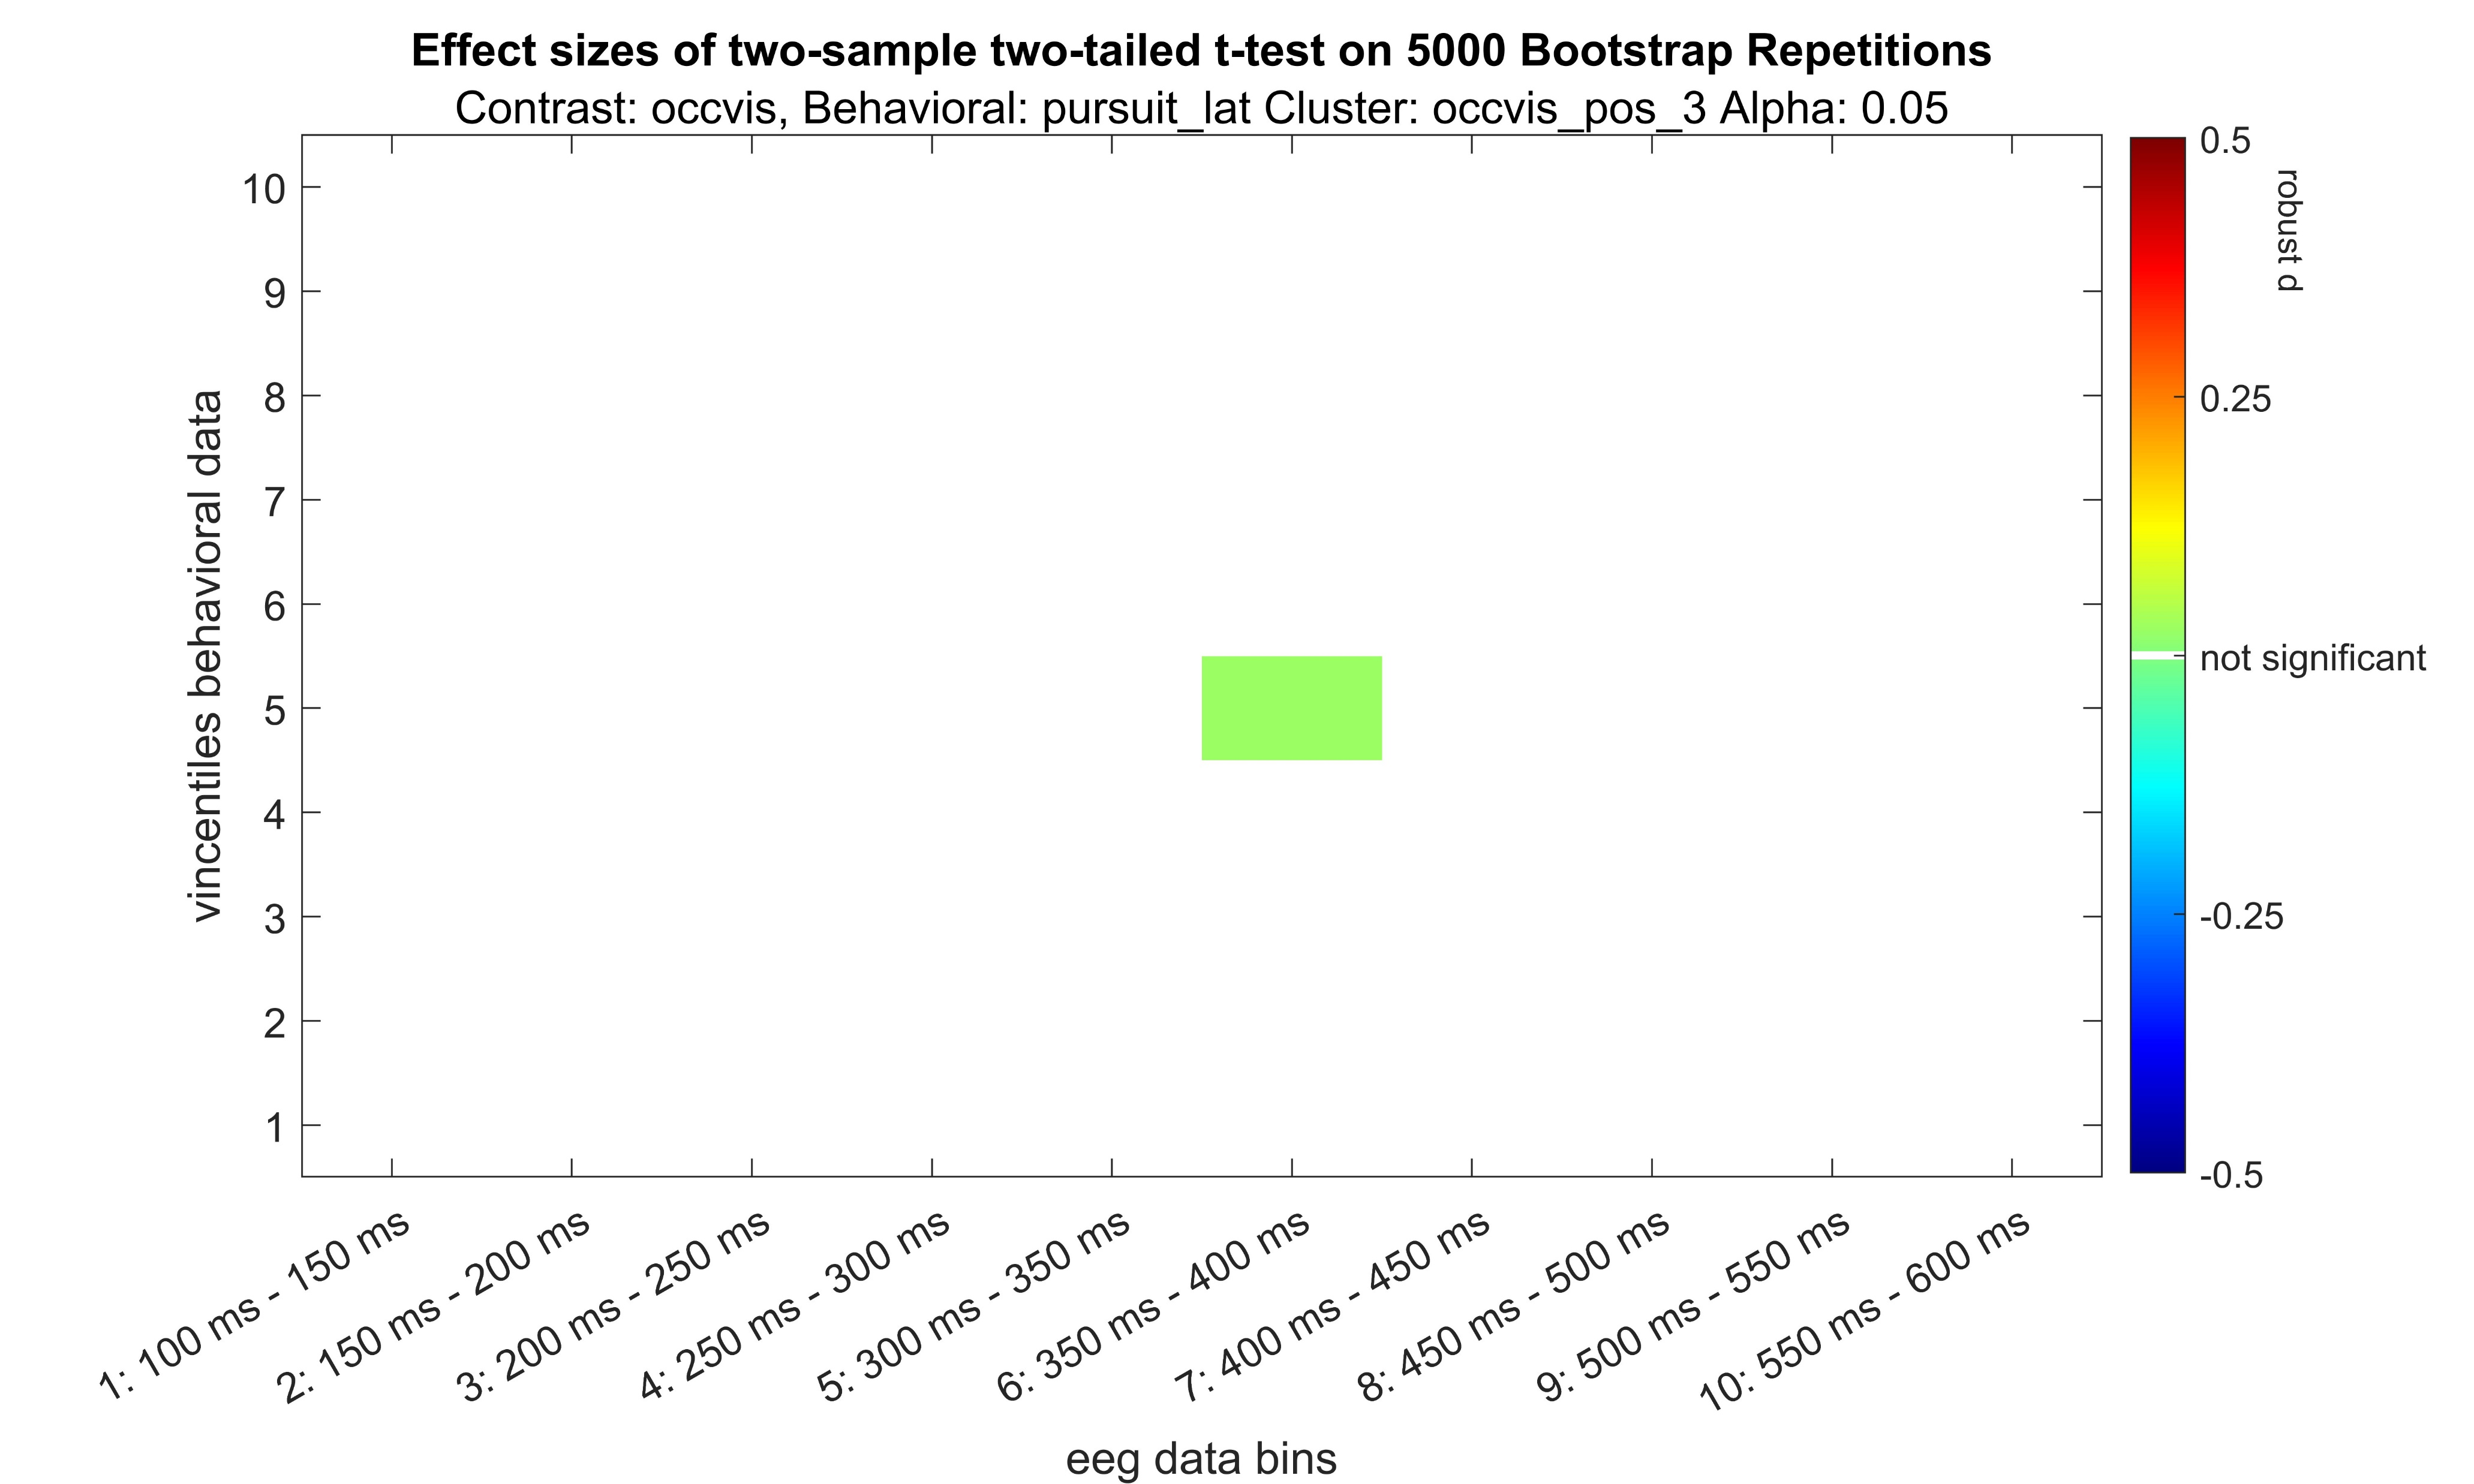 Effect sizes of two-sample two-tailed t-test on 5000 Bootstrap Repetitions
Contrast: occvis, Behavioral: pursuit_lat Cluster: occvis_pos_3 Alpha: 0.05
vincentiles behavioral data
10
9
8
7
6
5
4
3
2
1
1: 100 ms - 150 ms
2: 150 ms - 200 ms
3: 200 ms - 250 ms
4: 250 ms - 300 ms
5: 300 ms - 350 ms
6: 350 ms - 400 ms
7: 400 ms - 450 ms
8: 450 ms - 500 ms
9: 500 ms - 550 ms
10: 550 ms - 600 ms
eeg data bins
0.5
0.25
not significant
-0.25
-0.5
robust d